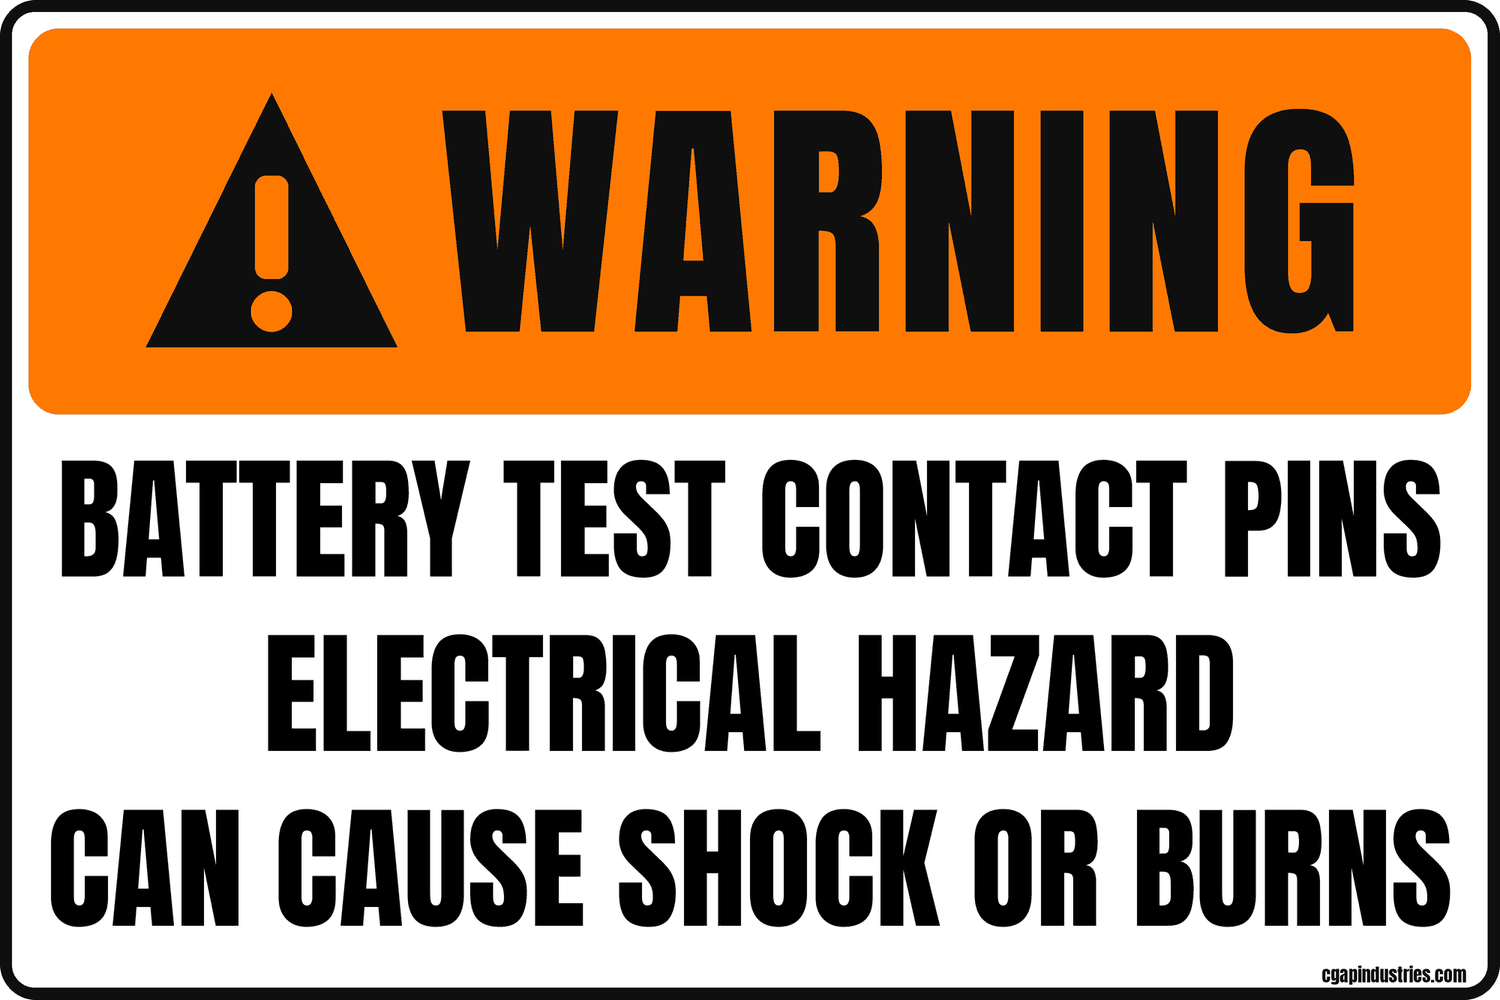 WARNING
BATTERY TEST CONTACT PINS
ELECTRICAL HAZARD
CAN CAUSE SHOCK OR BURNS
cgapindustries.com